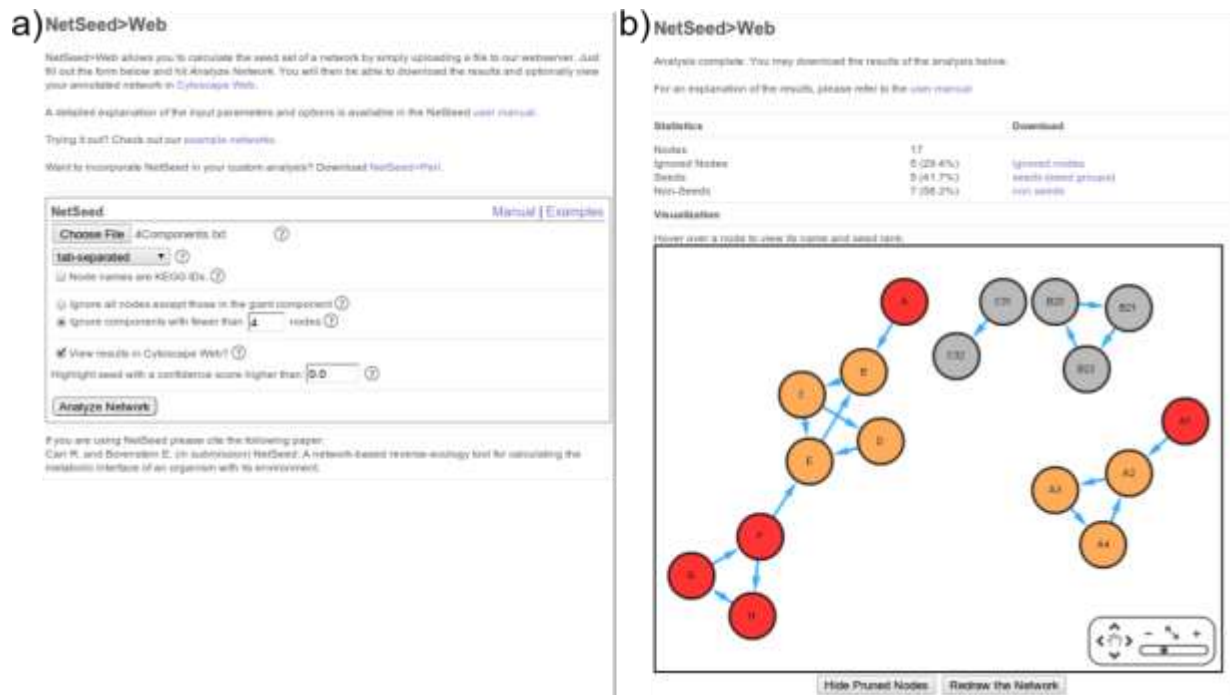 a)
NetSeed>Web
NetSeed>Web allows you to calculate the seed set of a network by simply uploading a file to our webserver. Just
fill out the form below and hit Analyze Network. You will then be able to download the results and optionally view
your annotated network in Cytoscape Web.
A detailed explanation of the input parameters and options is available in the NetSeed user manual.
Trying it out? Check out our example networks.
Want to incorporate NetSeed in your custom analysis? Download NetSeed>Perl.
NetSeed Manual | Examples
Choose File 4Components.txt ?
tab-separated ?
Node names are KEGG IDs. ?
Ignore all nodes except those in the giant component ?
Ignore components with fewer than 4 nodes ?
View results in Cytoscape Web? ?
Highlight seed with a confidence score higher than: 0.0 ?
Analyze Network
If you are using NetSeed please cite the following paper:
Carr R. and Borenstein E. (in submission) NetSeed: A network-based reverse-ecology tool for calculating the
metabolic interface of an organism with its environment.
b)
NetSeed>Web
Analysis complete. You may download the results of the analysis below.
For an explanation of the results, please refer to the user manual
Statistics Download
Nodes 17
Ignored Nodes 5 (29.4%) ignored nodes
Seeds 5 (41.7%) seeds (seed groups)
Non-Seeds 7 (58.2%) non seeds
Visualization
Hover over a node to view its name and seed rank.
A
B
D
E
F
A1
A2
A3
A4
B20
B21
Hide Pruned Nodes Redraw the Network